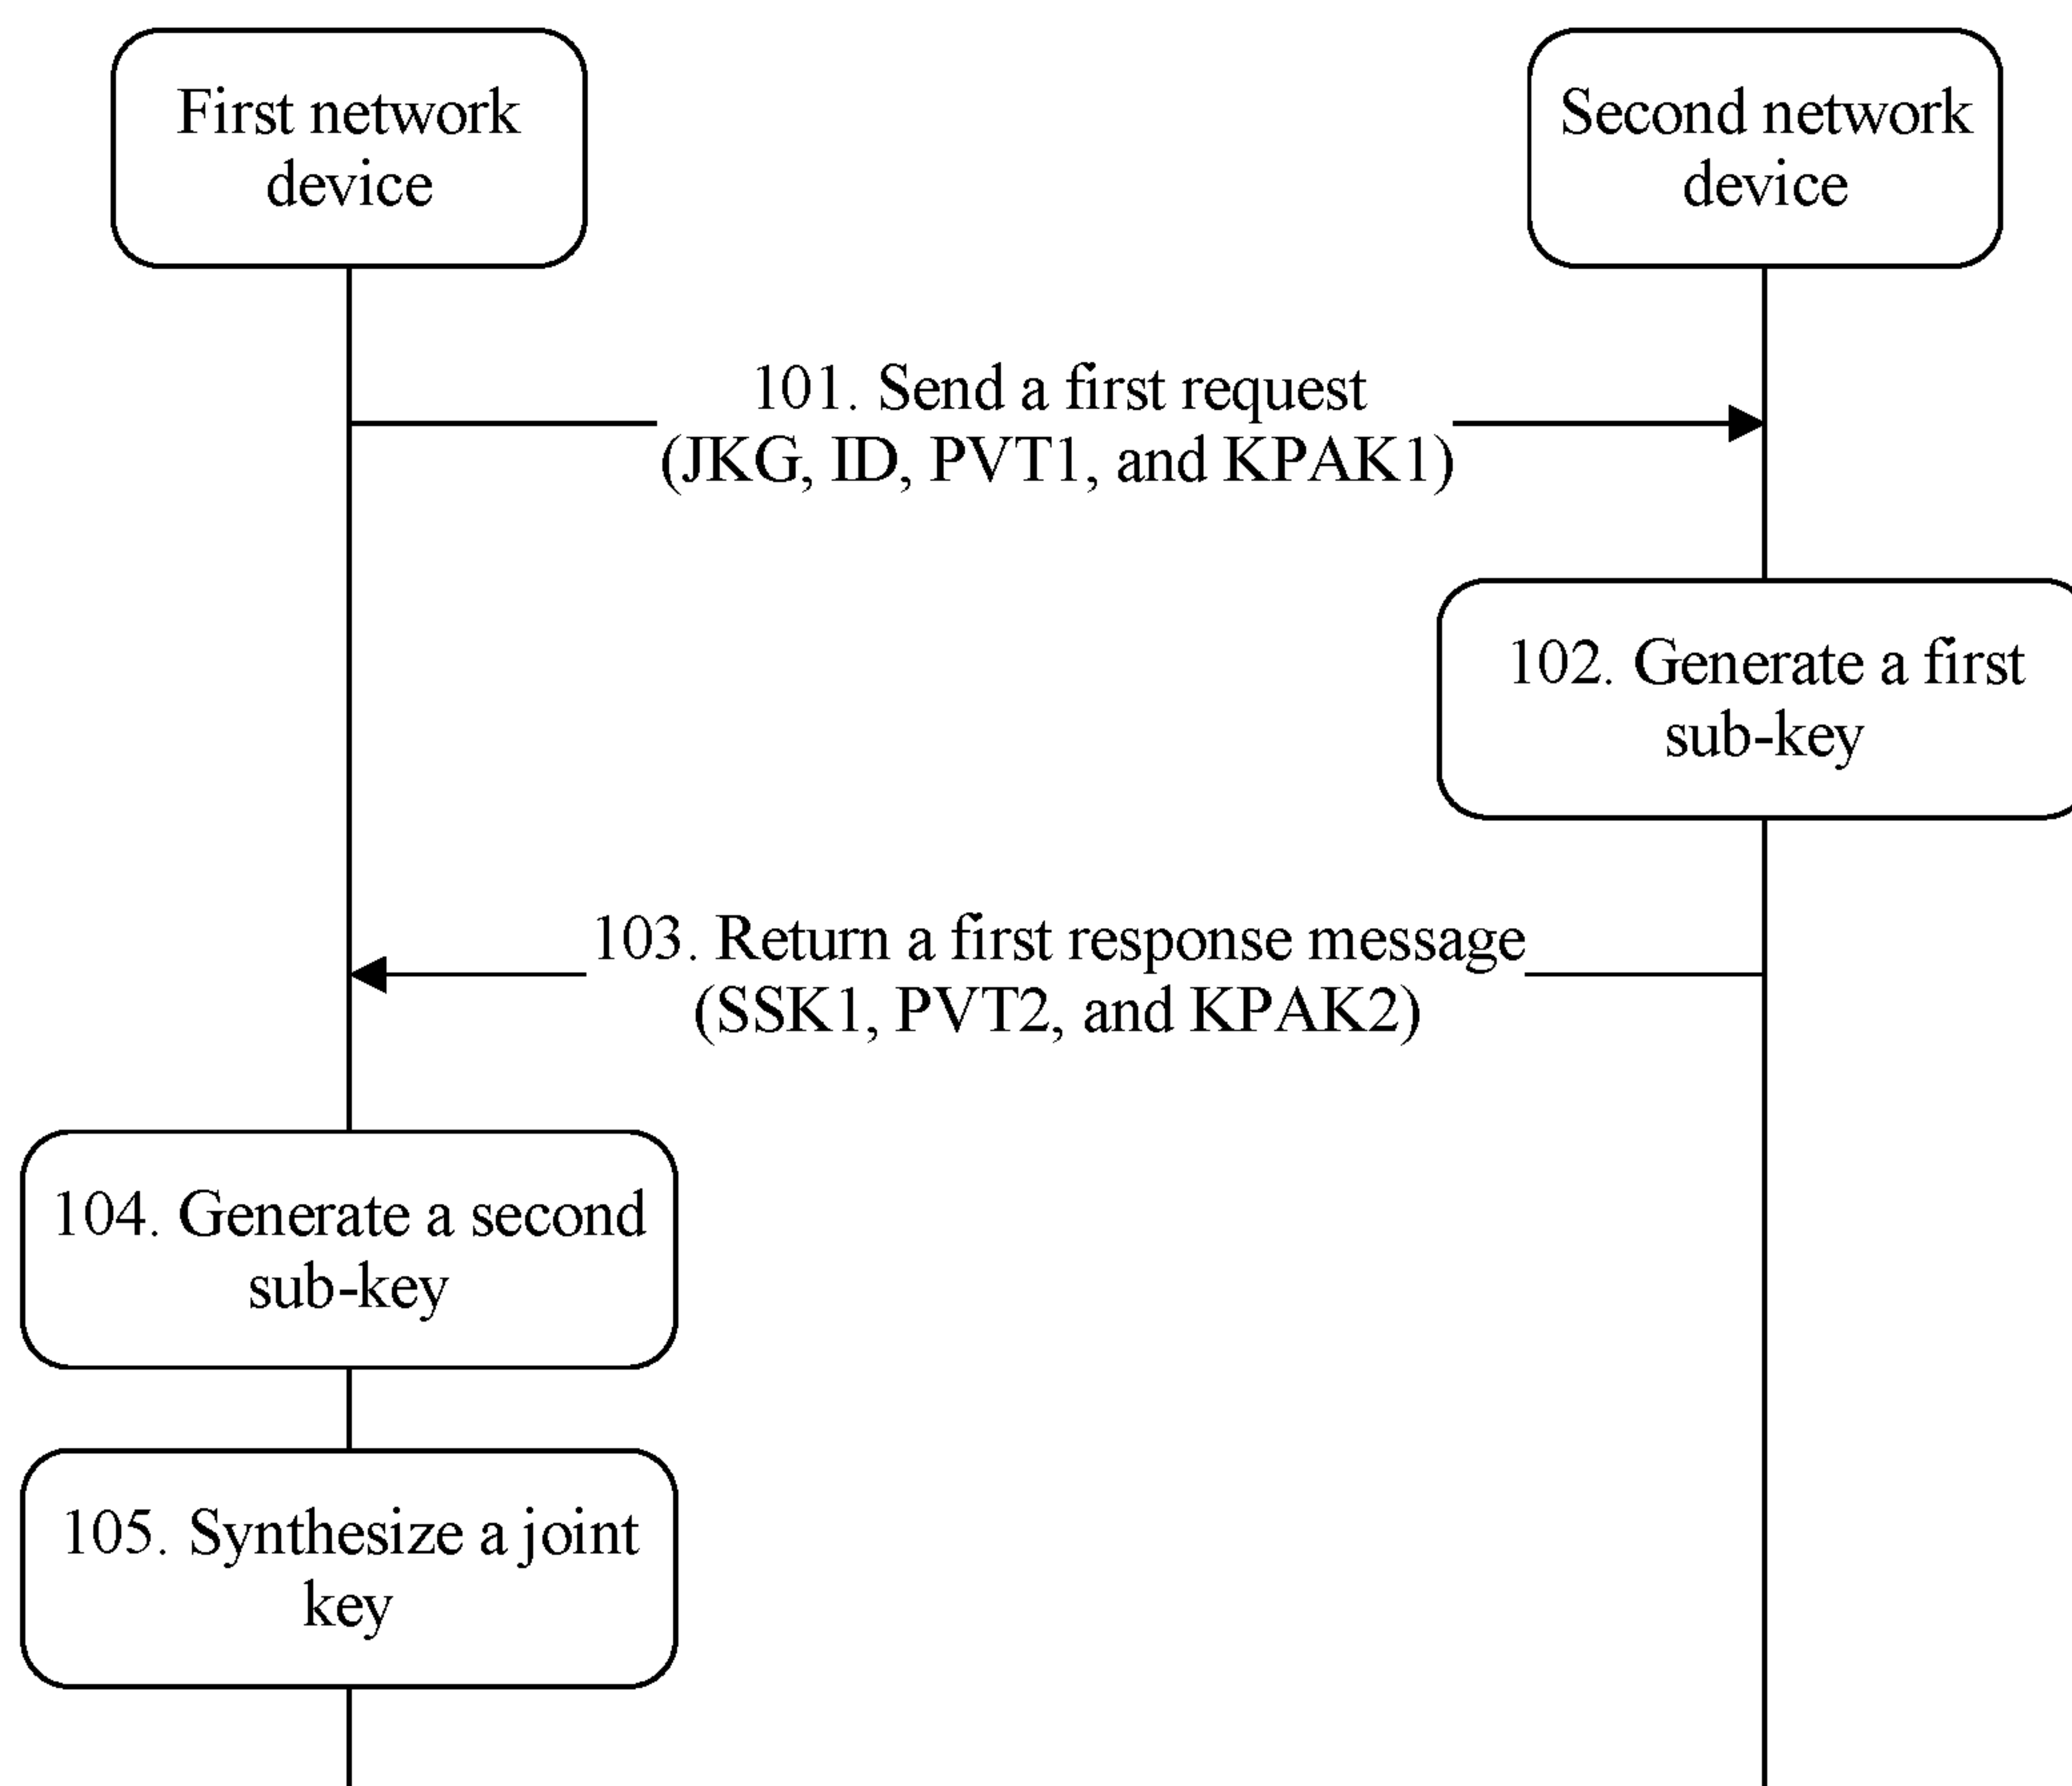 First network
device
Second network
device
101. Send a first request
(JKG, ID, PVT1, and KPAK1)
102. Generate a first
sub-key
103. Return a first response message
(SSK1, PVT2, and KPAK2)
104. Generate a second
sub-key
105. Synthesize a joint
key